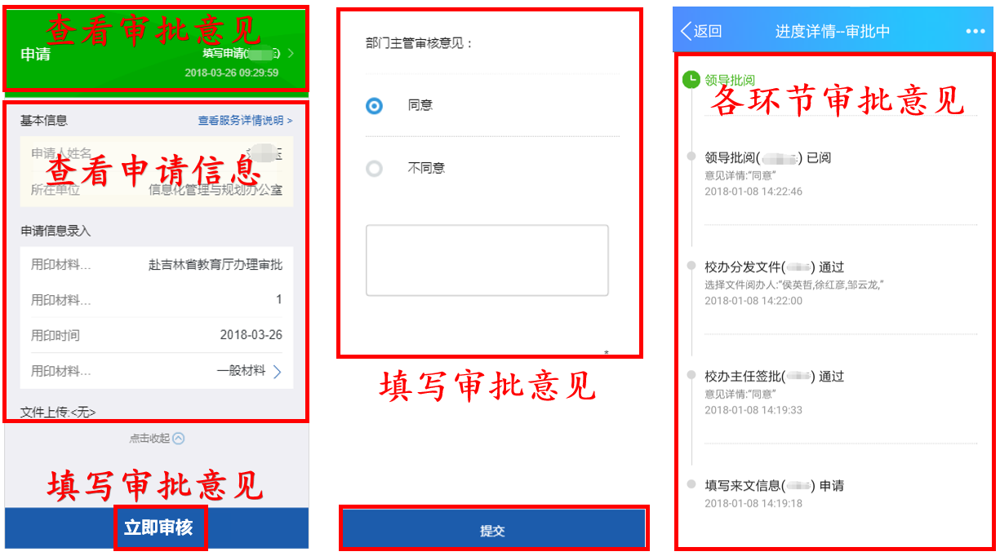 查看审批意见
申请
填写申请(
2018-03-26 09:29:59
基本信息
查看服务详情说明 >
申请人姓名
玉
查看申请信息
所在单位
信息化管理与规划办公室
申请信息录入
用印材料...
赴吉林省教育厅办理审批
用印材料...
1
用印时间
2018-03-26
用印材料...
一般材料
文件上传:<无>
点击收起
填写审批意见
立即审核
部门主管审核意见：
同意
不同意
*
填写审批意见
提交
返回
进度详情--审批中
领导批阅
各环节审批意见
领导批阅( ) 已阅
意见详情:“同意”
2018-01-08 14:22:46
校办分发文件( ) 通过
选择文件阅办人:“侯英哲,徐红彦,邹云龙,”
2018-01-08 14:22:00
校办主任签批( ) 通过
意见详情:“同意”
2018-01-08 14:19:33
填写来文信息( ) 申请
2018-01-08 14:19:18